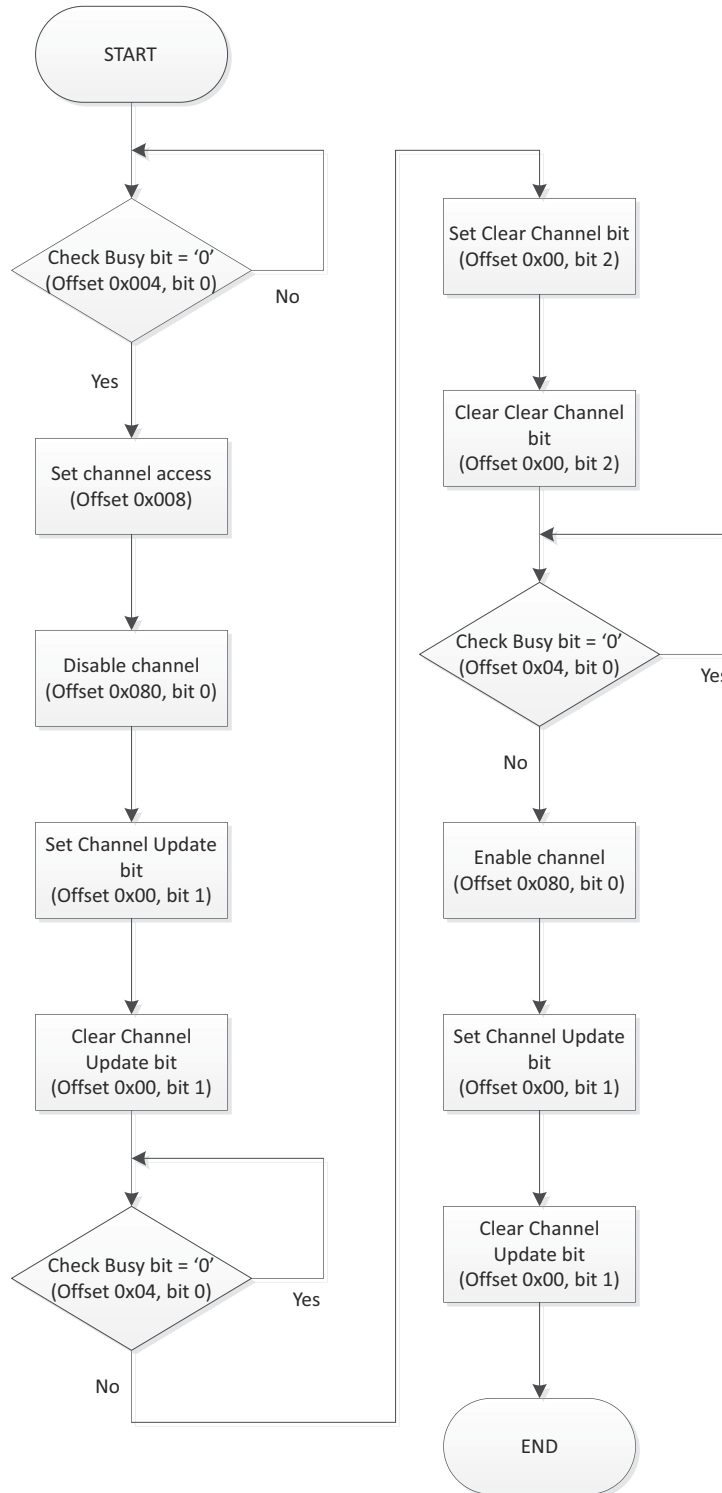 START
Check Busy bit = ‘0’
(Offset 0x004, bit 0)
No
Yes
Set channel access
(Offset 0x008)
Disable channel
(Offset 0x080, bit 0)
Set Channel Update
bit
(Offset 0x00, bit 1)
Clear Channel
Update bit
(Offset 0x00, bit 1)
Check Busy bit = ‘0’
(Offset 0x04, bit 0)
Yes
No
Set Clear Channel bit
(Offset 0x00, bit 2)
Clear Clear Channel
bit
(Offset 0x00, bit 2)
Check Busy bit = ‘0’
(Offset 0x04, bit 0)
Yes
No
Enable channel
(Offset 0x080, bit 0)
Set Channel Update
bit
(Offset 0x00, bit 1)
Clear Channel
Update bit
(Offset 0x00, bit 1)
END